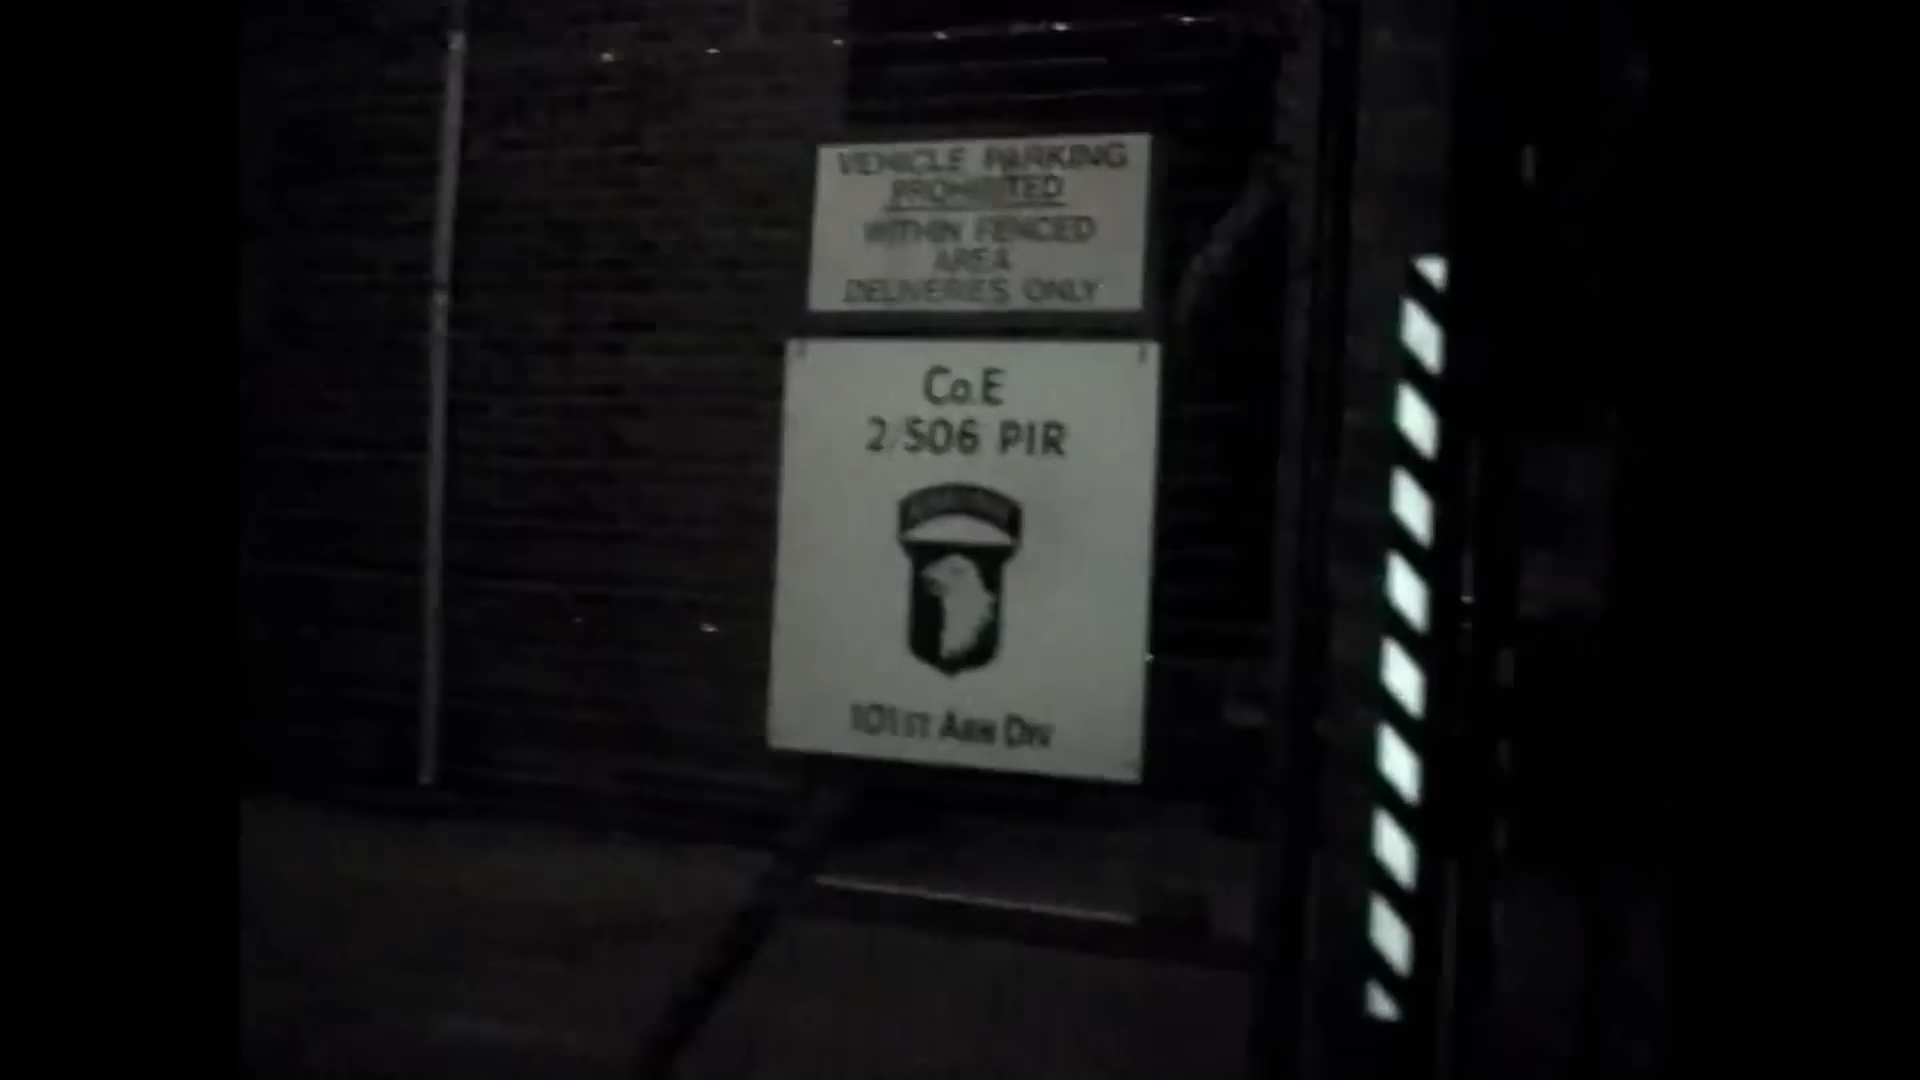 VEHICLE PARKING
PROHIBITED
WITHIN FENCED
AREA
DELIVERIES ONLY
Co. E
2/506 PIR
101ST ABN DIV